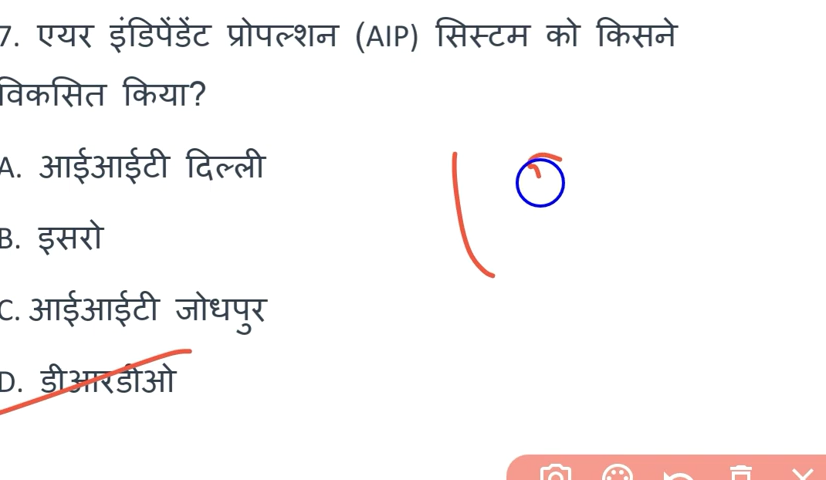 7. एयर इंडिपेंडेंट प्रोपल्शन (AIP) सिस्टम को किसने
विकसित किया?
A. आईआईटी दिल्ली
B. इसरो
C. आईआईटी जोधपुर
D. डीआरडीओ